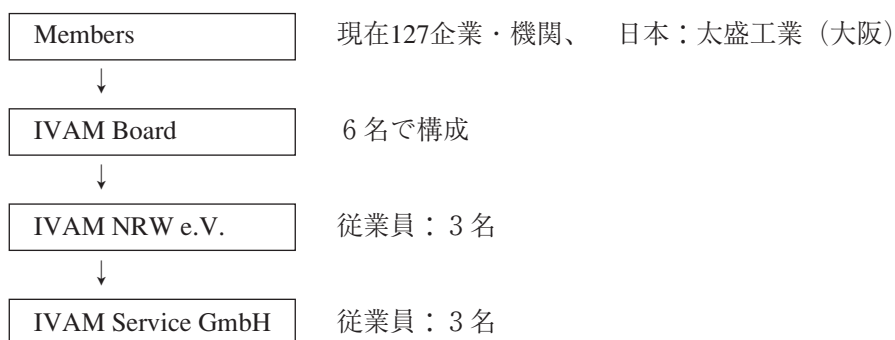 Members 現在127企業・機関、 日本：太盛工業（大阪）
↓
IVAM Board ６名で構成
↓
IVAM NRW e.V. 従業員：３名
↓
IVAM Service GmbH 従業員：３名